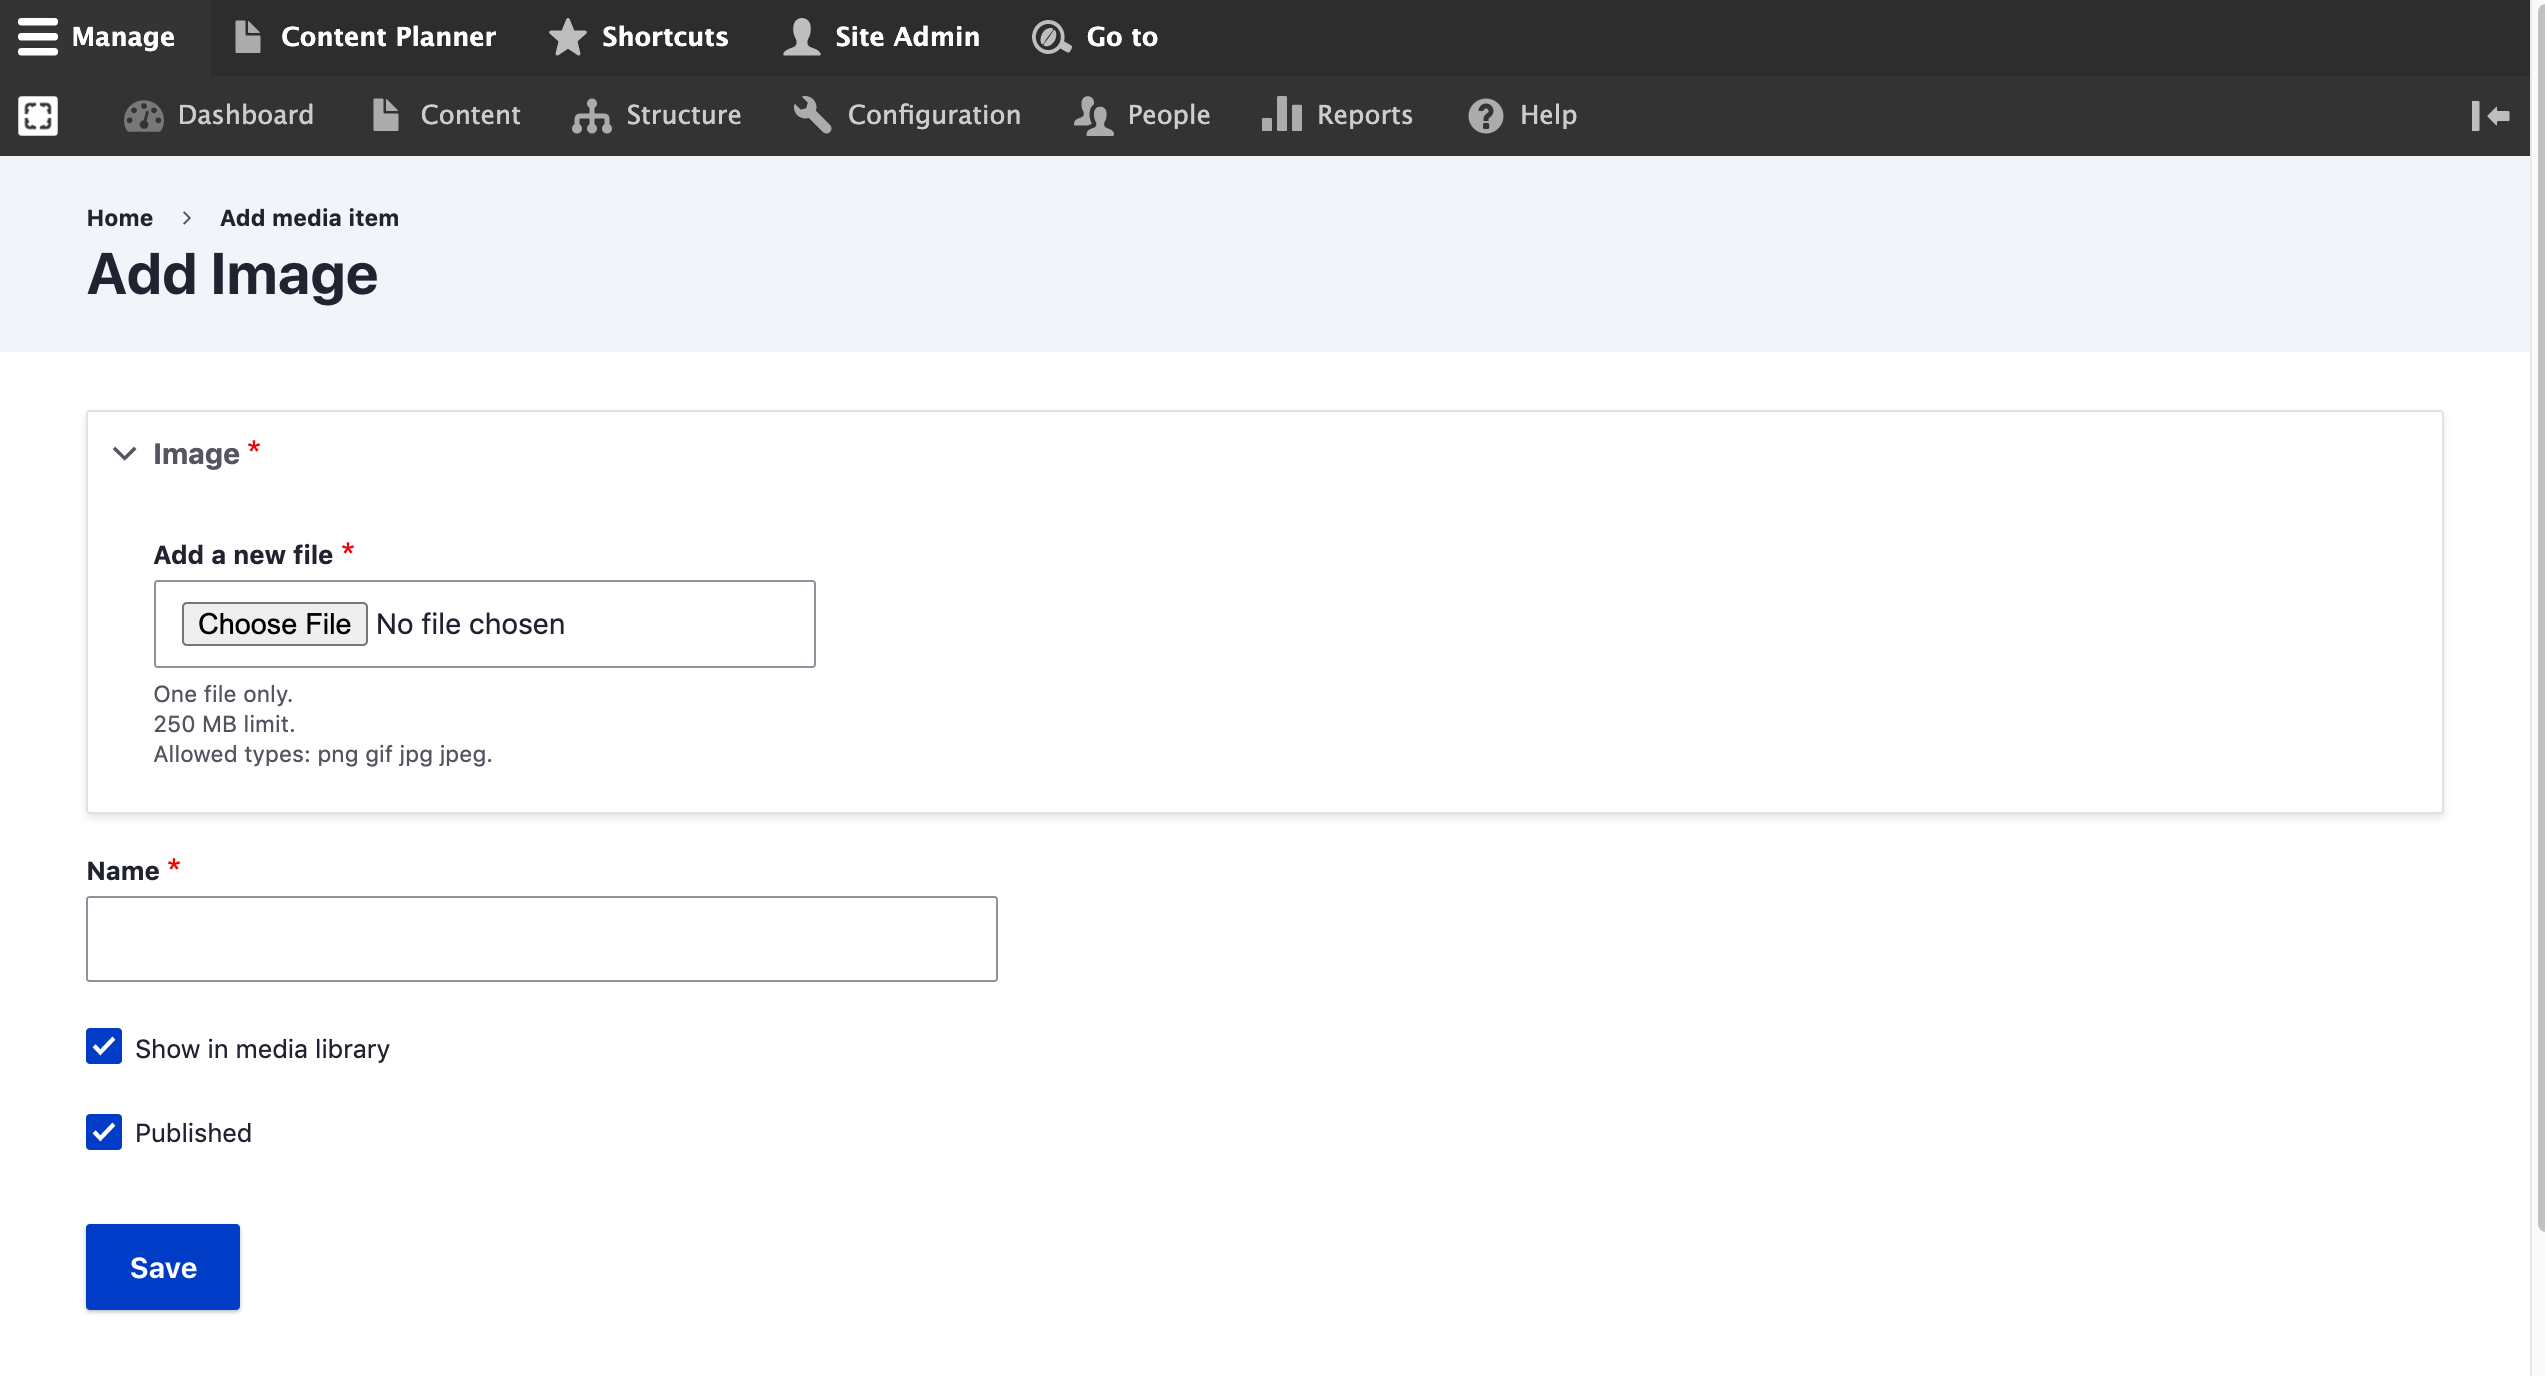 Manage Content Planner Shortcuts Site Admin Go to
Dashboard Content Structure Configuration People Reports Help
Home > Add media item
Add Image
Image *
Add a new file *
Choose File No file chosen
One file only.
250 MB limit.
Allowed types: png gif jpg jpeg.
Name *
Show in media library
Published
Save